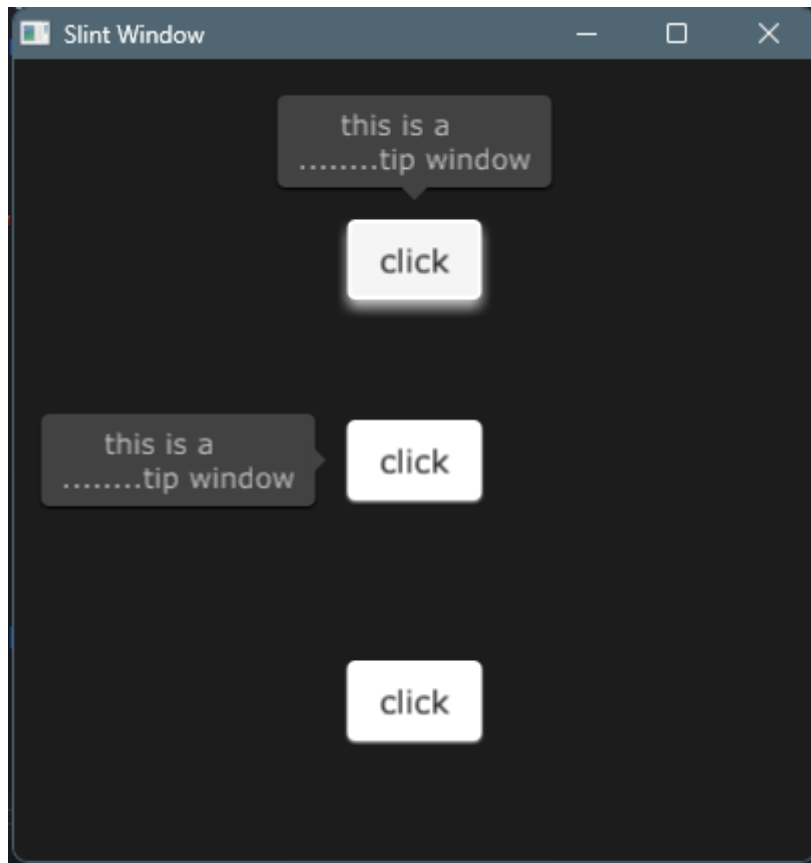 Slint Window
this is a
........tip window
click
this is a
........tip window
click
click